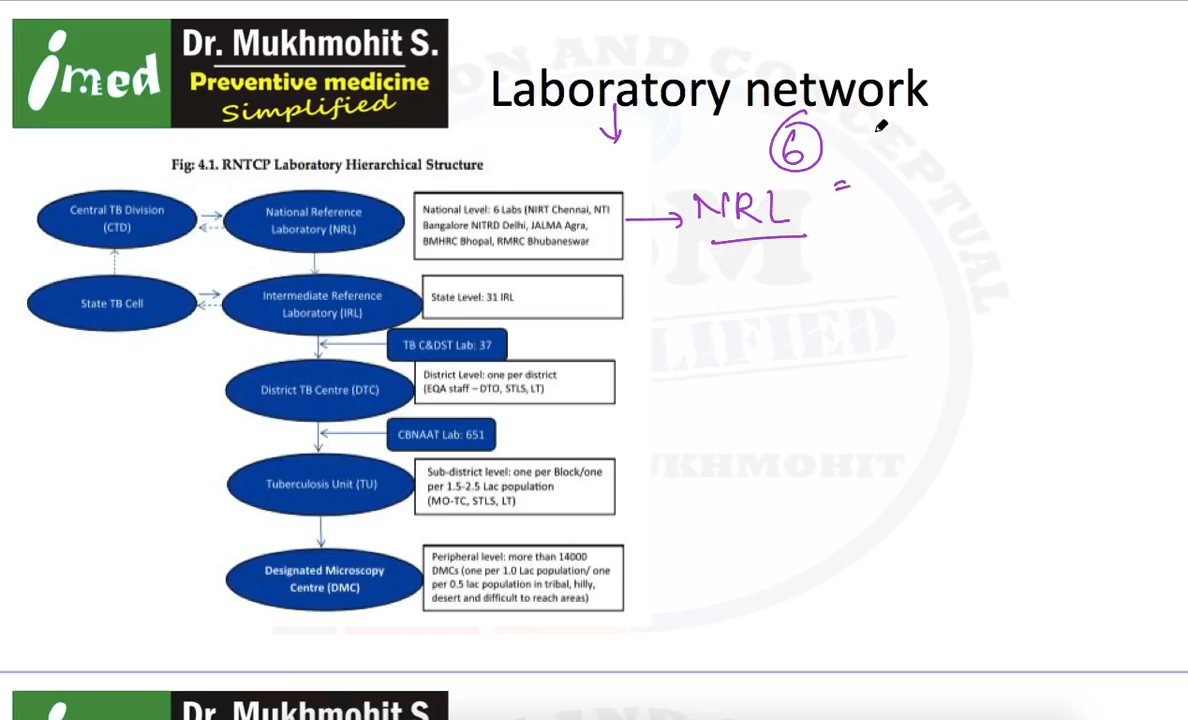 imed
Dr. Mukhmohit S.
Preventive medicine
Simplified
Laboratory network
6
NRL =
Fig: 4.1. RNTCP Laboratory Hierarchical Structure
Central TB Division
(CTD)
National Reference
Laboratory (NRL)
National Level: 6 Labs (NIRT Chennai, NTI
Bangalore NITRD Delhi, JALMA Agra,
BMHRC Bhopal, RMRC Bhubaneswar
State TB Cell
Intermediate Reference
Laboratory (IRL)
State Level: 31 IRL
TB C&DST Lab: 37
District TB Centre (DTC)
District Level: one per district
(EQA staff – DTO, STLS, LT)
CBNAAT Lab: 651
Tuberculosis Unit (TU)
Sub-district level: one per Block/one
per 1.5-2.5 Lac population
(MO-TC, STLS, LT)
Designated Microscopy
Centre (DMC)
Peripheral level: more than 14000
DMCs (one per 1.0 Lac population/ one
per 0.5 lac population in tribal, hilly,
desert and difficult to reach areas)
ON AND CONCEPTUAL
M
LIFIED
UKHMOHIT
Dr. Mukhmohit S.